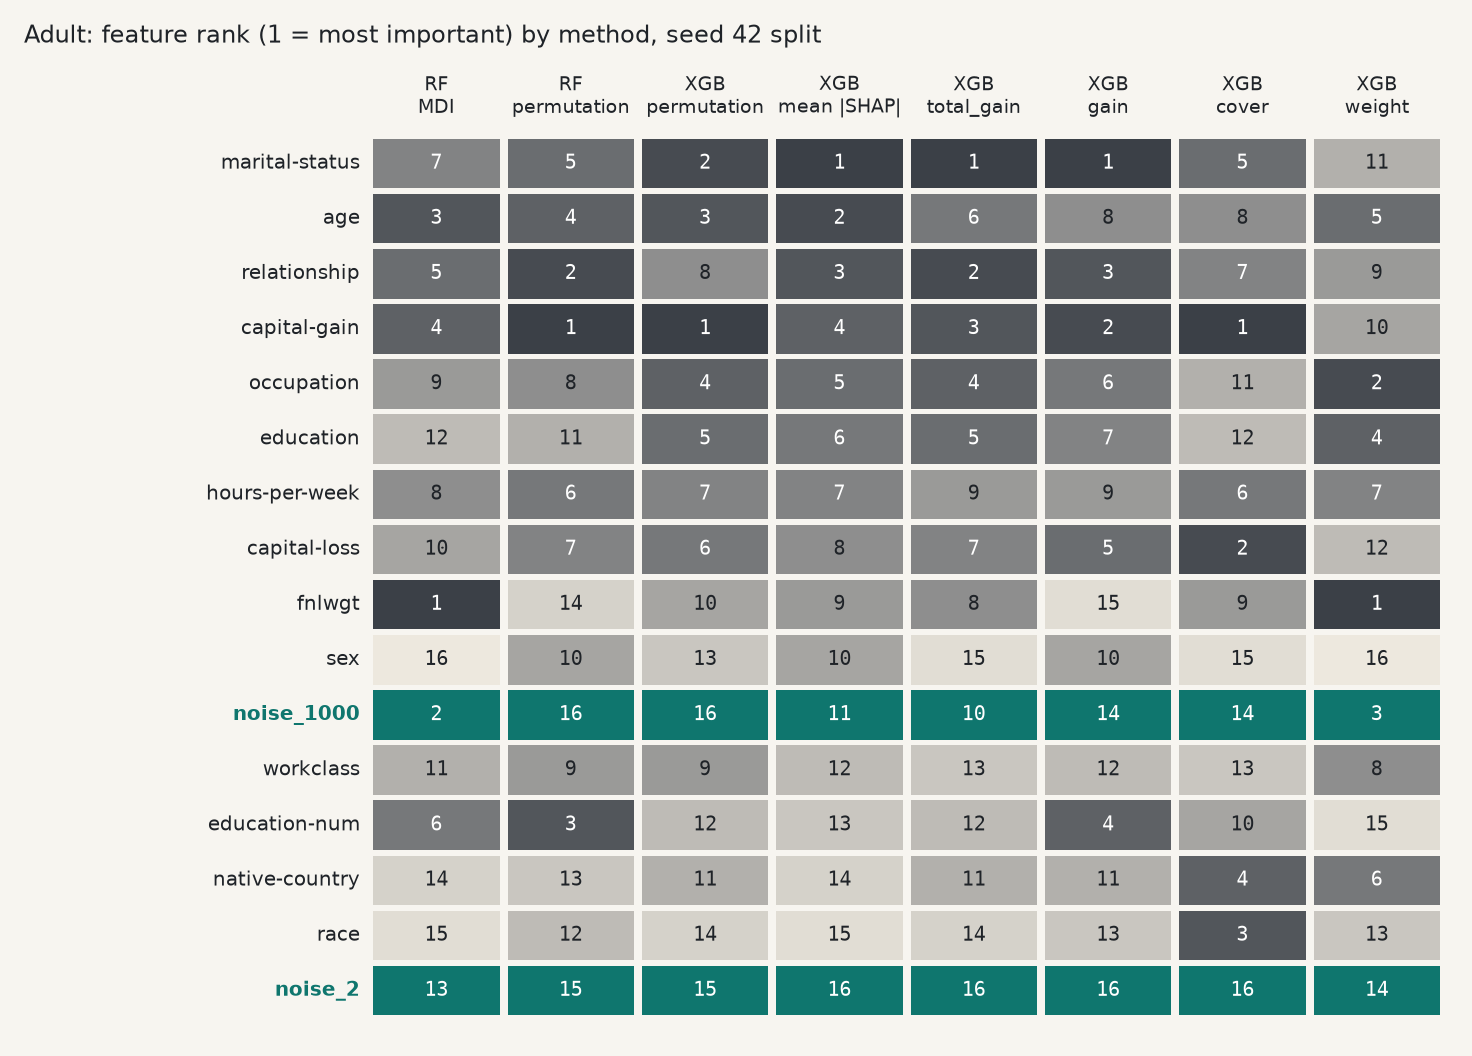 Adult: feature rank (1 = most important) by method, seed 42 split
RF RF XGB XGB XGB XGB XGB XGB
MDI permutation permutation mean |SHAP| total_gain gain cover weight
marital-status 7 5 2 1 1 1 5 11
age 3 4 3 2 6 8 8 5
relationship 5 2 8 3 2 3 7 9
capital-gain 4 1 1 4 3 2 1 10
occupation 9 8 4 5 4 6 11 2
education 12 11 5 6 5 7 12 4
hours-per-week 8 6 7 7 9 9 6 7
capital-loss 10 7 6 8 7 5 2 12
fnlwgt 1 14 10 9 8 15 9 1
sex 16 10 13 10 15 10 15 16
noise_1000 2 16 16 11 10 14 14 3
workclass 11 9 9 12 13 12 13 8
education-num 6 3 12 13 12 4 10 15
native-country 14 13 11 14 11 11 4 6
race 15 12 14 15 14 13 3 13
noise_2 13 15 15 16 16 16 16 14